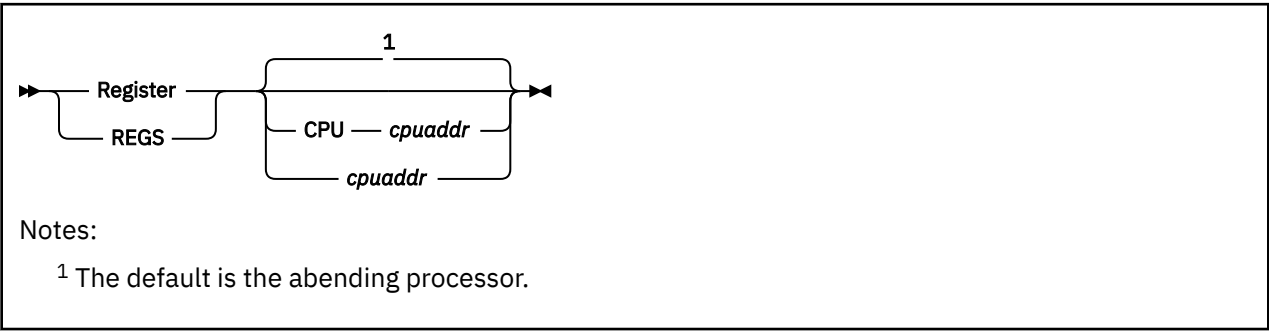 1
Register
REGS
CPU cpuaddr
cpuaddr
Notes:
1 The default is the abending processor.